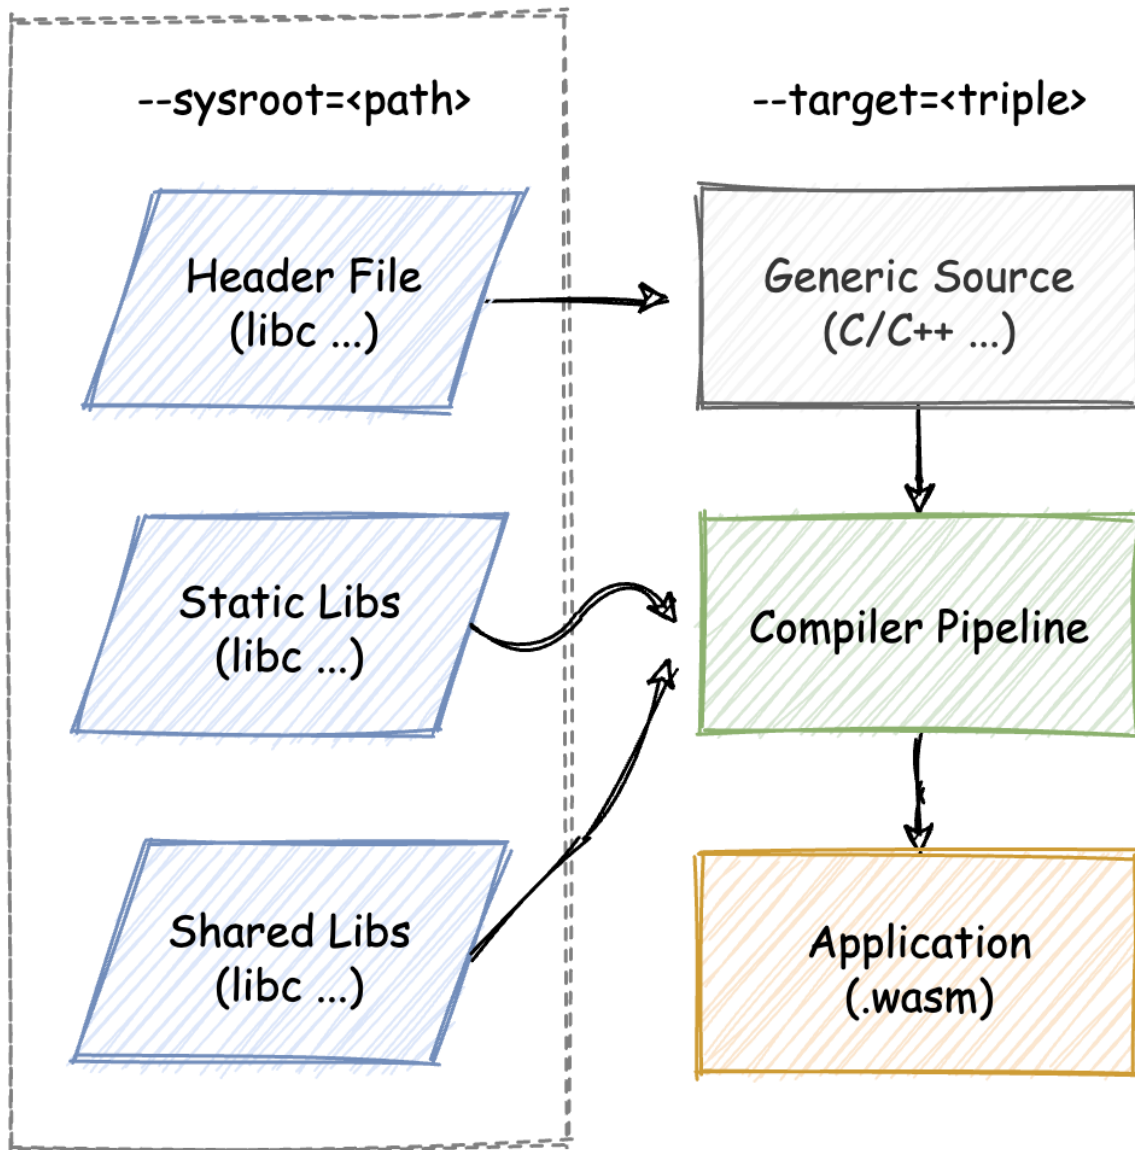 --sysroot=<path>
--target=<triple>
Header File
(libc ...)
Generic Source
(C/C++ ...)
Static Libs
(libc ...)
Compiler Pipeline
Shared Libs
(libc ...)
Application
(.wasm)